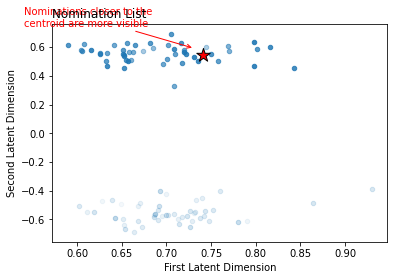 Nominations closer to the
centroid are more visible
Nomination List
Second Latent Dimension
0.6
0.4
0.2
0.0
−0.2
−0.4
−0.6
0.60
0.65
0.70
0.75
0.80
0.85
0.90
First Latent Dimension